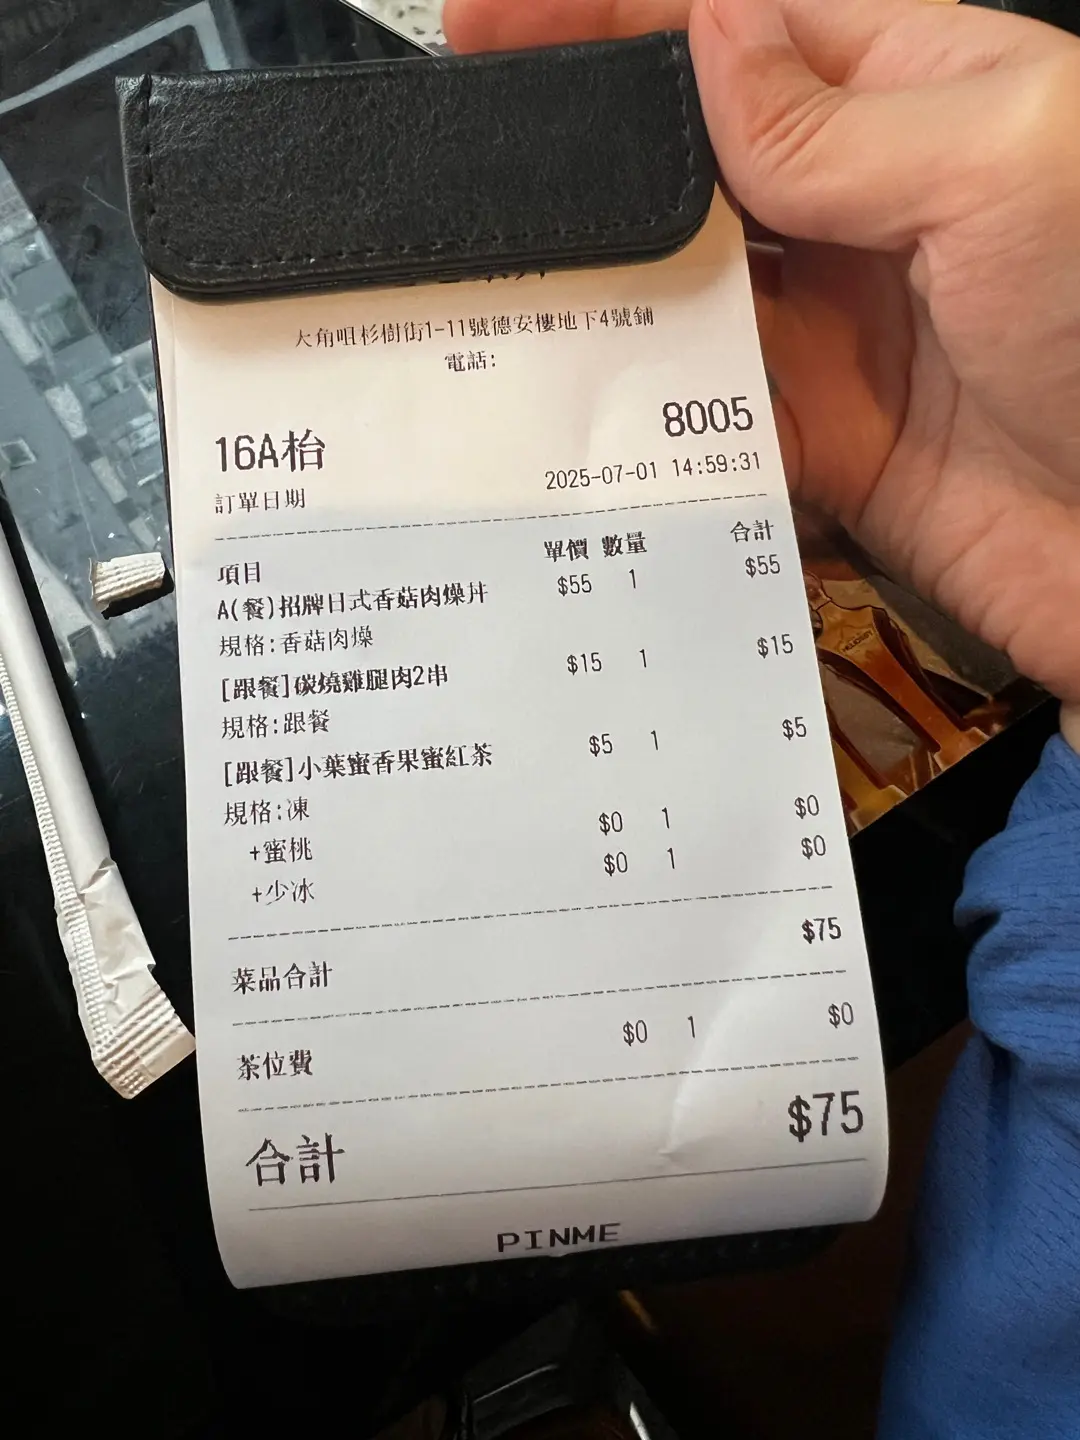 大角咀杉樹街1-11號德安樓地下4號鋪
電話:
16A枱 8005
訂單日期 2025-07-01 14:59:31
項目 單價 數量 合計
A(餐)招牌日式香菇肉燥丼 $55 1 $55
規格:香菇肉燥
[跟餐]碳燒雞腿肉2串 $15 1 $15
規格:跟餐
[跟餐]小葉蜜香果蜜紅茶 $5 1 $5
規格:凍
+蜜桃 $0 1 $0
+少冰 $0 1 $0
菜品合計 $75
茶位費 $0 1 $0
合計 $75
PINME